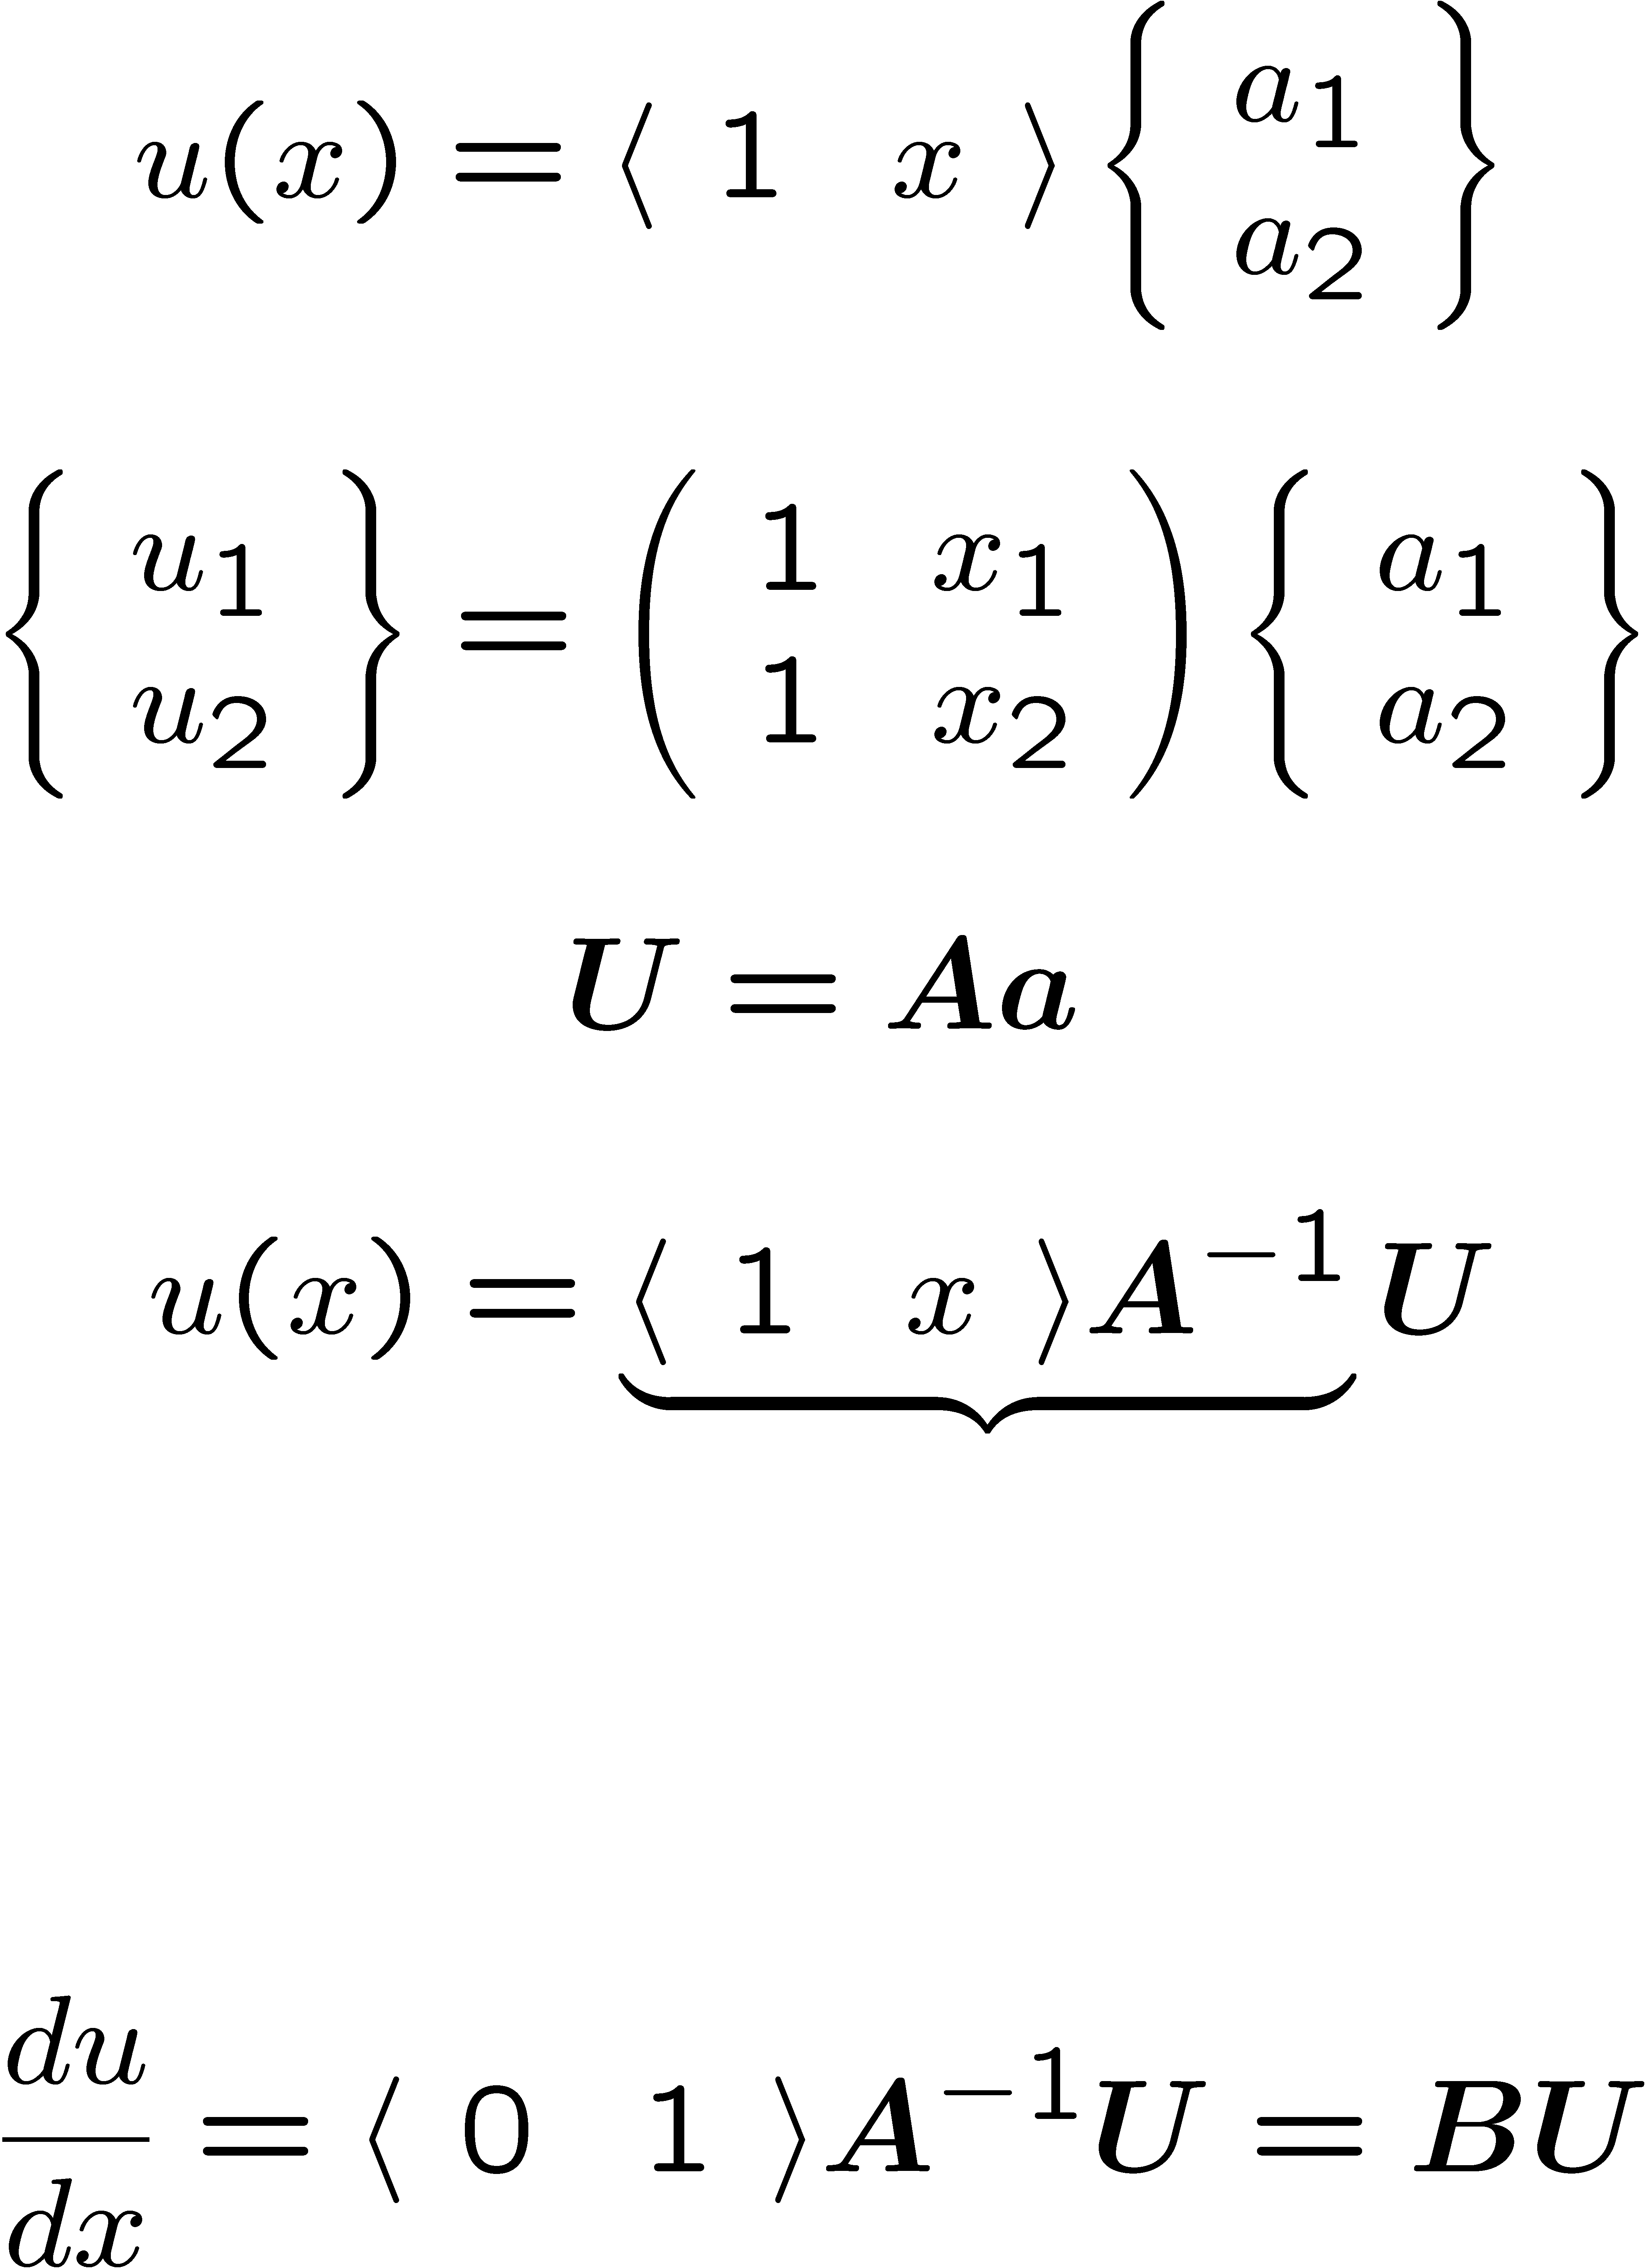 u(x) = ⟨ 1 x ⟩ { a₁ a₂ }
{ u₁ u₂ } = ( 1 x₁ 1 x₂ ) { a₁ a₂ }
U = Aa
u(x) = ⟨ 1 x ⟩A⁻¹ U
du/dx = ⟨ 0 1 ⟩A⁻¹U = BU